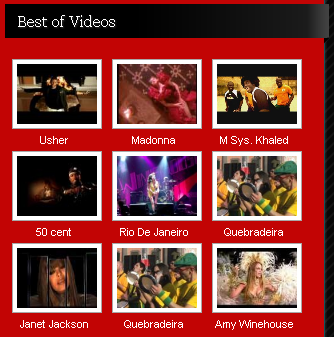 Best of Videos
Usher
Madonna
M Sys. Khaled
50 cent
Rio De Janeiro
Quebradeira
Janet Jackson
Quebradeira
Amy Winehouse